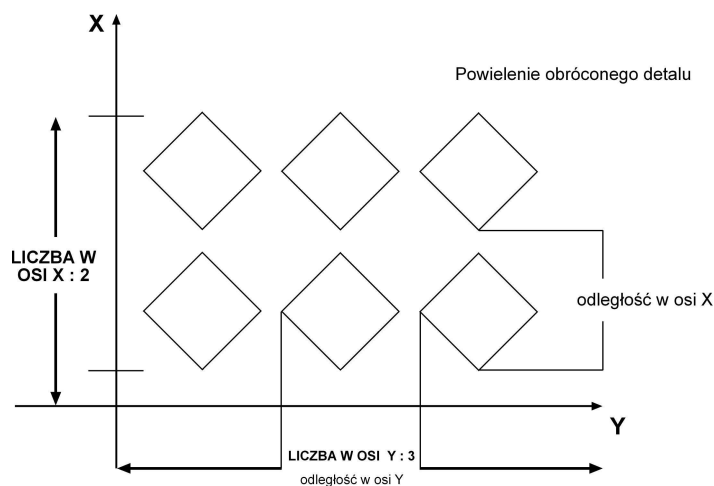 X
Powielenie obróconego detalu
LICZBA W
OSI X : 2
odległość w osi X
Y
LICZBA W OSI Y : 3
odległość w osi Y